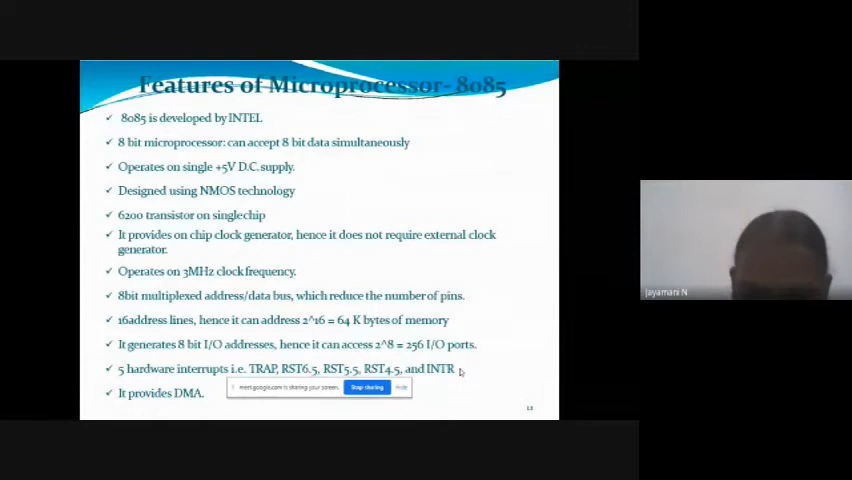 Features of Microprocessor- 8085
✓ 8085 is developed by INTEL
✓ 8 bit microprocessor: can accept 8 bit data simultaneously
✓ Operates on single +5V D.C. supply.
✓ Designed using NMOS technology
✓ 6200 transistor on singlechip
✓ It provides on chip clock generator, hence it does not require external clock
generator.
✓ Operates on 3MHz clock frequency.
✓ 8bit multiplexed address/data bus, which reduce the number of pins.
✓ 16address lines, hence it can address 2^16 = 64 K bytes of memory
✓ It generates 8 bit I/O addresses, hence it can access 2^8 = 256 I/O ports.
✓ 5 hardware interrupts i.e. TRAP, RST6.5, RST5.5, RST4.5, and INTR
meet.google.com is sharing your screen. Stop sharing Hide
✓ It provides DMA.
12
Jayamani N